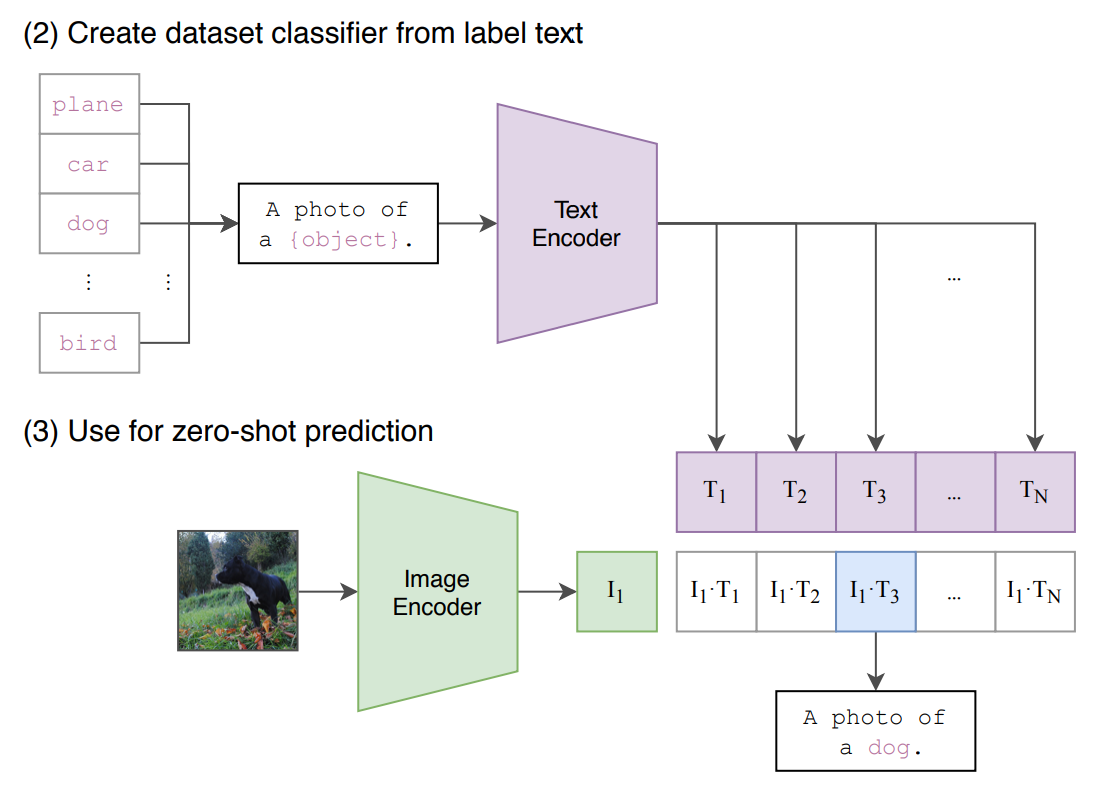 (2) Create dataset classifier from label text
plane
car
dog
⋮ ⋮
bird
A photo of
a {object}.
Text
Encoder
...
(3) Use for zero-shot prediction
Image
Encoder
I₁
T₁ T₂ T₃ ... T_N
I₁·T₁ I₁·T₂ I₁·T₃ ... I₁·T_N
A photo of
a dog.